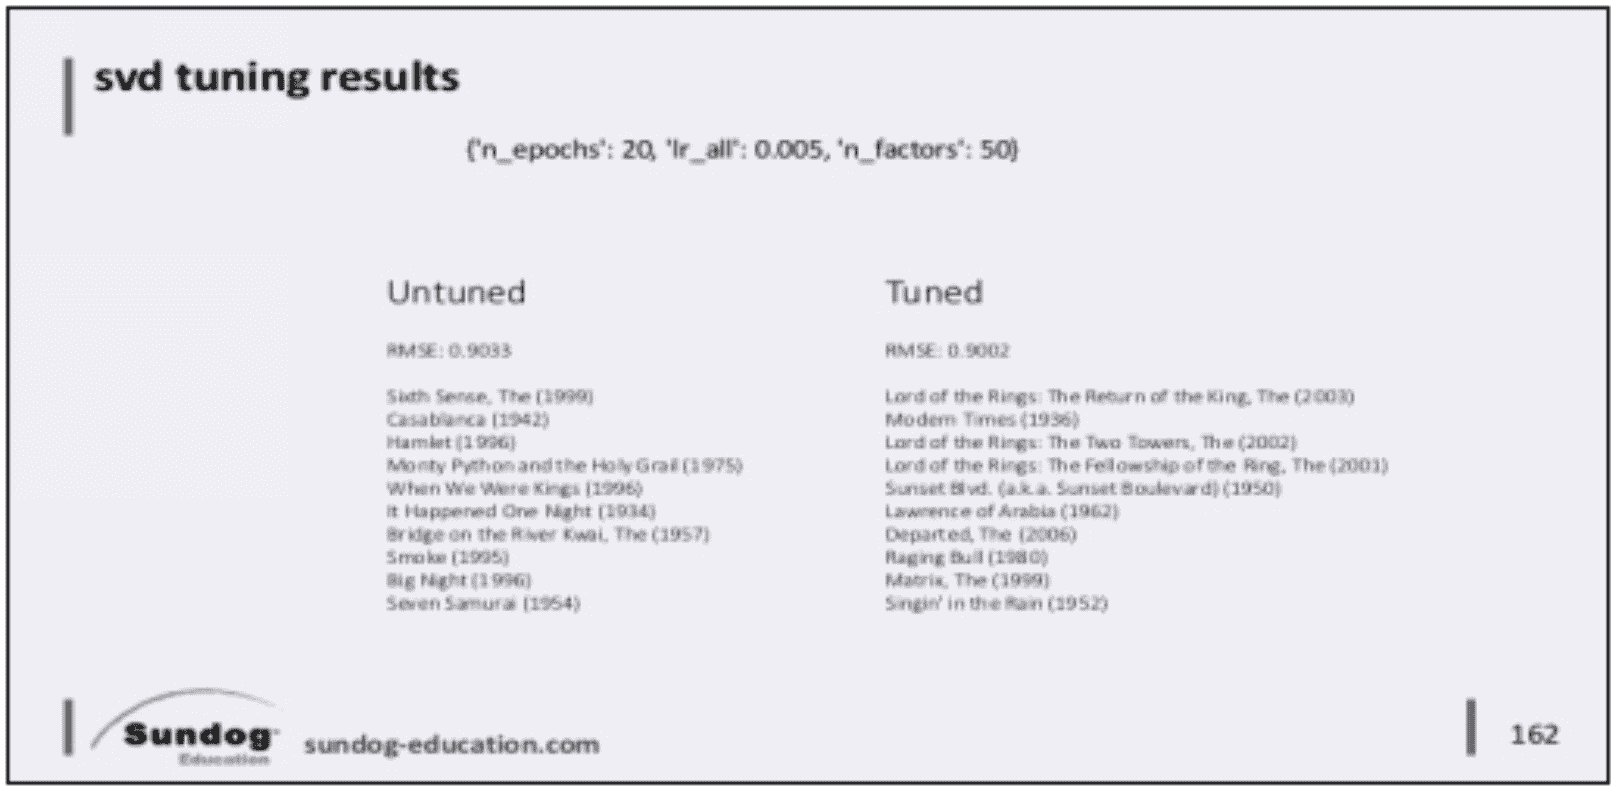 svd tuning results
{'n_epochs': 20, 'lr_all': 0.005, 'n_factors': 50}
Untuned
RMSE: 0.9033
Sixth Sense, The (1999)
Casablanca (1942)
Hamlet (1996)
Monty Python and the Holy Grail (1975)
When We Were Kings (1996)
It Happened One Night (1934)
Bridge on the River Kwai, The (1957)
Smoke (1995)
Big Night (1996)
Seven Samurai (1954)
Tuned
RMSE: 0.9002
Lord of the Rings: The Return of the King, The (2003)
Modern Times (1936)
Lord of the Rings: The Two Towers, The (2002)
Lord of the Rings: The Fellowship of the Ring, The (2001)
Sunset Blvd. (a.k.a. Sunset Boulevard) (1950)
Lawrence of Arabia (1962)
Departed, The (2006)
Raging Bull (1980)
Matrix, The (1999)
Singin' in the Rain (1952)
Sundog
Education
sundog-education.com
162